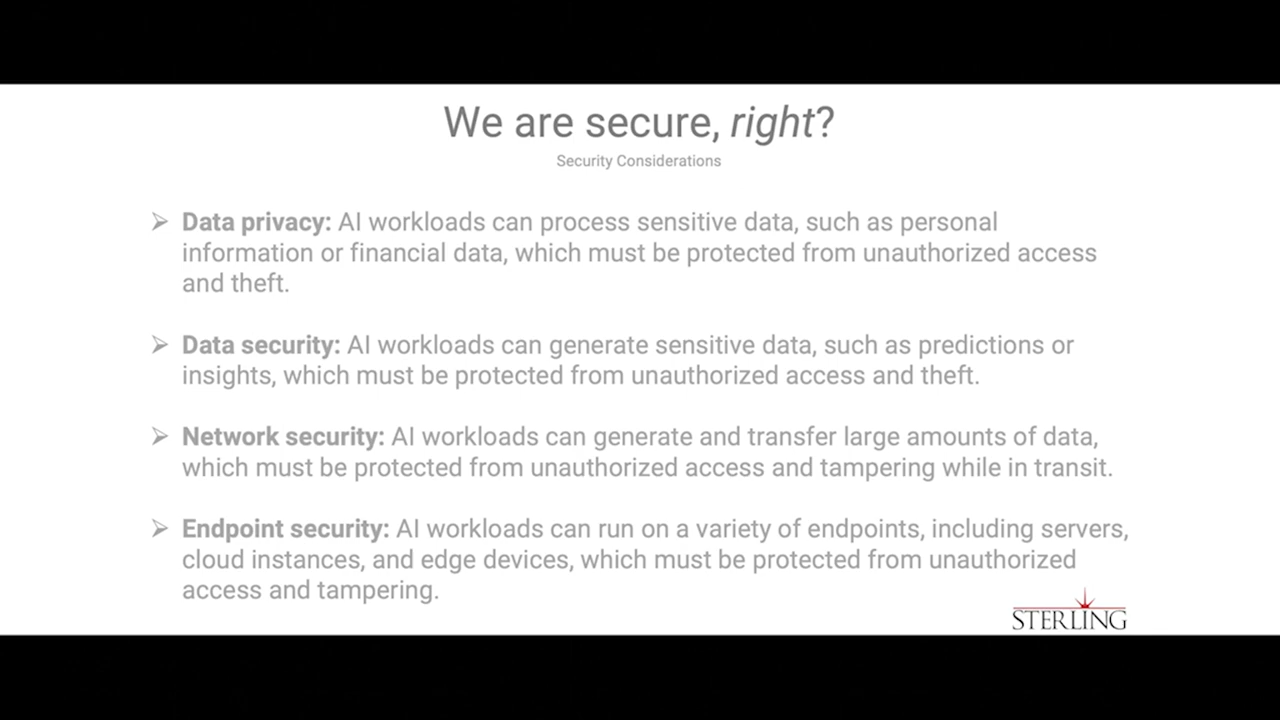 We are secure, right?
Security Considerations
➢ Data privacy: AI workloads can process sensitive data, such as personal
information or financial data, which must be protected from unauthorized access
and theft.
➢ Data security: AI workloads can generate sensitive data, such as predictions or
insights, which must be protected from unauthorized access and theft.
➢ Network security: AI workloads can generate and transfer large amounts of data,
which must be protected from unauthorized access and tampering while in transit.
➢ Endpoint security: AI workloads can run on a variety of endpoints, including servers,
cloud instances, and edge devices, which must be protected from unauthorized
access and tampering.
STERLING